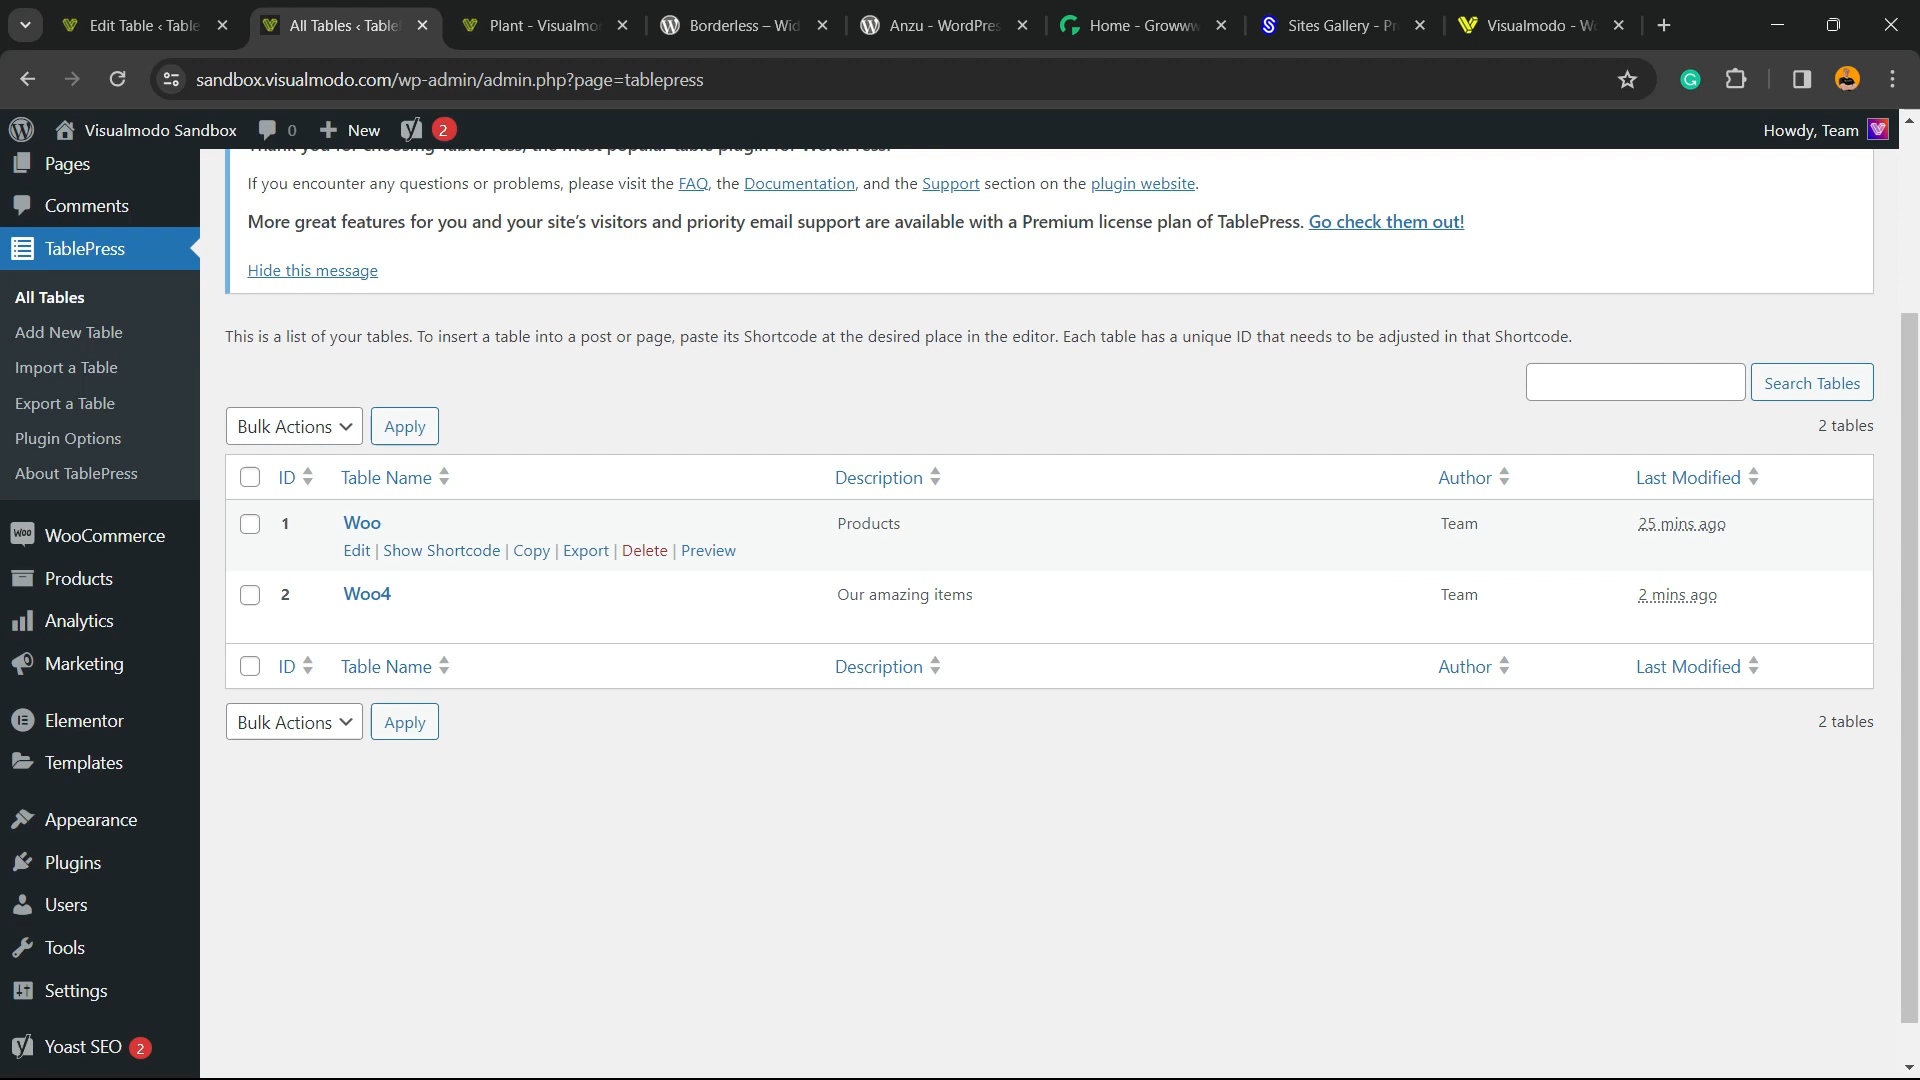 Edit Table ‹ Table
All Tables ‹ Table
Plant - Visualmo
Borderless – Wid
Anzu - WordPres
Home - Growww
Sites Gallery - Pr
Visualmodo - W
sandbox.visualmodo.com/wp-admin/admin.php?page=tablepress
Visualmodo Sandbox 0 New 2 Howdy, Team
Pages
Comments
TablePress
All Tables
Add New Table
Import a Table
Export a Table
Plugin Options
About TablePress
WooCommerce
Products
Analytics
Marketing
Elementor
Templates
Appearance
Plugins
Users
Tools
Settings
Yoast SEO 2
If you encounter any questions or problems, please visit the FAQ, the Documentation, and the Support section on the plugin website.
More great features for you and your site’s visitors and priority email support are available with a Premium license plan of TablePress. Go check them out!
Hide this message
This is a list of your tables. To insert a table into a post or page, paste its Shortcode at the desired place in the editor. Each table has a unique ID that needs to be adjusted in that Shortcode.
Search Tables
Bulk Actions Apply 2 tables
ID Table Name Description Author Last Modified
1 Woo Products Team 25 mins ago
Edit | Show Shortcode | Copy | Export | Delete | Preview
2 Woo4 Our amazing items Team 2 mins ago
ID Table Name Description Author Last Modified
Bulk Actions Apply 2 tables